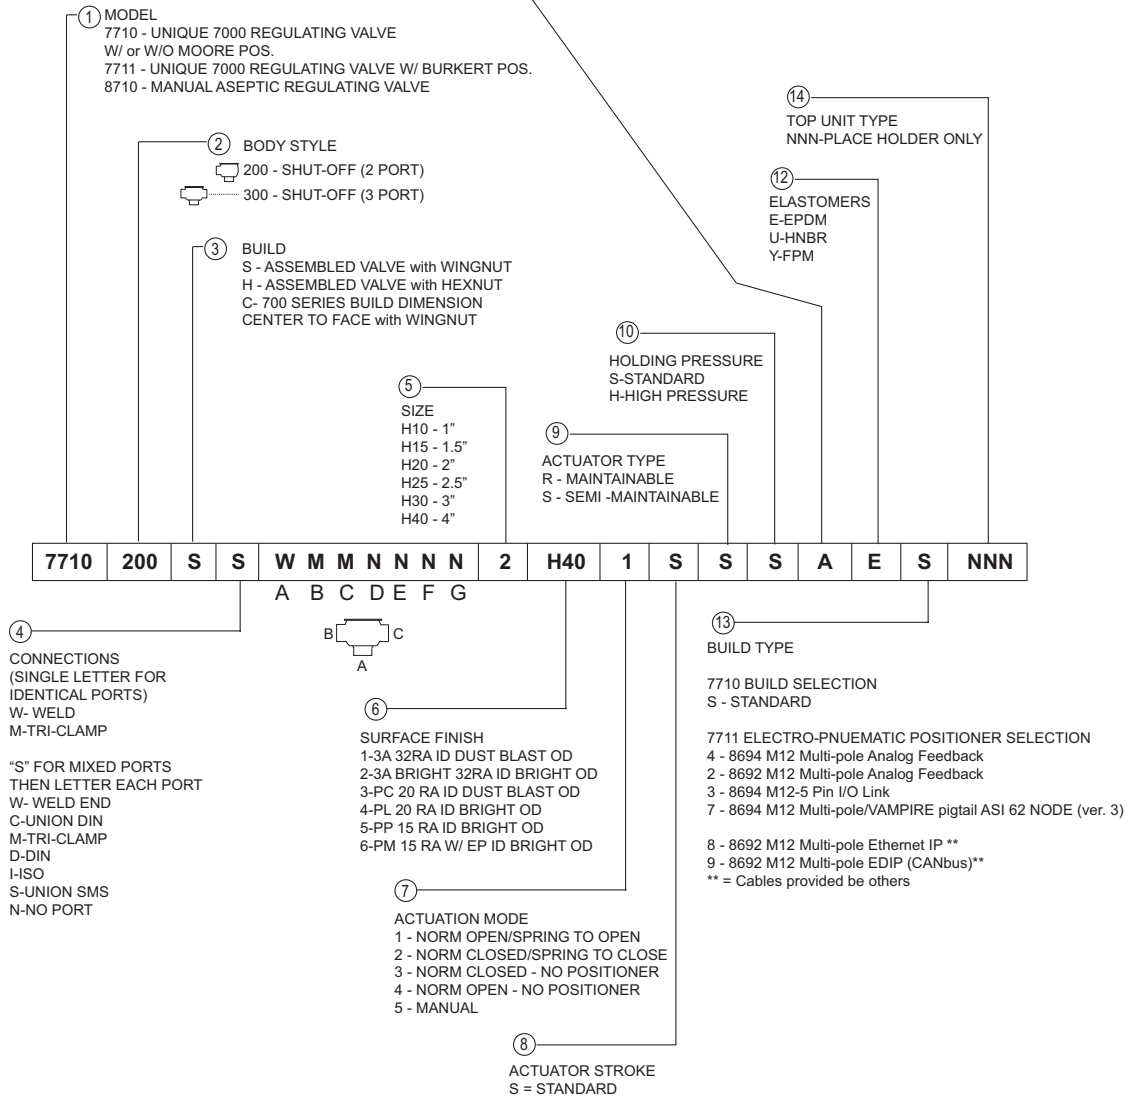 1 MODEL
7710 - UNIQUE 7000 REGULATING VALVE
W/ or W/O MOORE POS.
7711 - UNIQUE 7000 REGULATING VALVE W/ BURKERT POS.
8710 - MANUAL ASEPTIC REGULATING VALVE
2 BODY STYLE
200 - SHUT-OFF (2 PORT)
300 - SHUT-OFF (3 PORT)
3 BUILD
S - ASSEMBLED VALVE with WINGNUT
H - ASSEMBLED VALVE with HEXNUT
C- 700 SERIES BUILD DIMENSION
CENTER TO FACE with WINGNUT
14
TOP UNIT TYPE
NNN-PLACE HOLDER ONLY
12
ELASTOMERS
E-EPDM
U-HNBR
Y-FPM
10
HOLDING PRESSURE
S-STANDARD
H-HIGH PRESSURE
5
SIZE
H10 - 1”
H15 - 1.5”
H20 - 2”
H25 - 2.5”
H30 - 3”
H40 - 4”
9
ACTUATOR TYPE
R - MAINTAINABLE
S - SEMI -MAINTAINABLE
7710 200 S S W M M N N N N 2 H40 1 S S S A E S NNN
A B C D E F G
B C
A
4
CONNECTIONS
(SINGLE LETTER FOR
IDENTICAL PORTS)
W- WELD
M-TRI-CLAMP
“S” FOR MIXED PORTS
THEN LETTER EACH PORT
W- WELD END
C-UNION DIN
M-TRI-CLAMP
D-DIN
I-ISO
S-UNION SMS
N-NO PORT
6
SURFACE FINISH
1-3A 32RA ID DUST BLAST OD
2-3A BRIGHT 32RA ID BRIGHT OD
3-PC 20 RA ID DUST BLAST OD
4-PL 20 RA ID BRIGHT OD
5-PP 15 RA ID BRIGHT OD
6-PM 15 RA W/ EP ID BRIGHT OD
7
ACTUATION MODE
1 - NORM OPEN/SPRING TO OPEN
2 - NORM CLOSED/SPRING TO CLOSE
3 - NORM CLOSED - NO POSITIONER
4 - NORM OPEN - NO POSITIONER
5 - MANUAL
8
ACTUATOR STROKE
S = STANDARD
13
BUILD TYPE
7710 BUILD SELECTION
S - STANDARD
7711 ELECTRO-PNUEMATIC POSITIONER SELECTION
4 - 8694 M12 Multi-pole Analog Feedback
2 - 8692 M12 Multi-pole Analog Feedback
3 - 8694 M12-5 Pin I/O Link
7 - 8694 M12 Multi-pole/VAMPIRE pigtail ASI 62 NODE (ver. 3)
8 - 8692 M12 Multi-pole Ethernet IP **
9 - 8692 M12 Multi-pole EDIP (CANbus)**
** = Cables provided be others